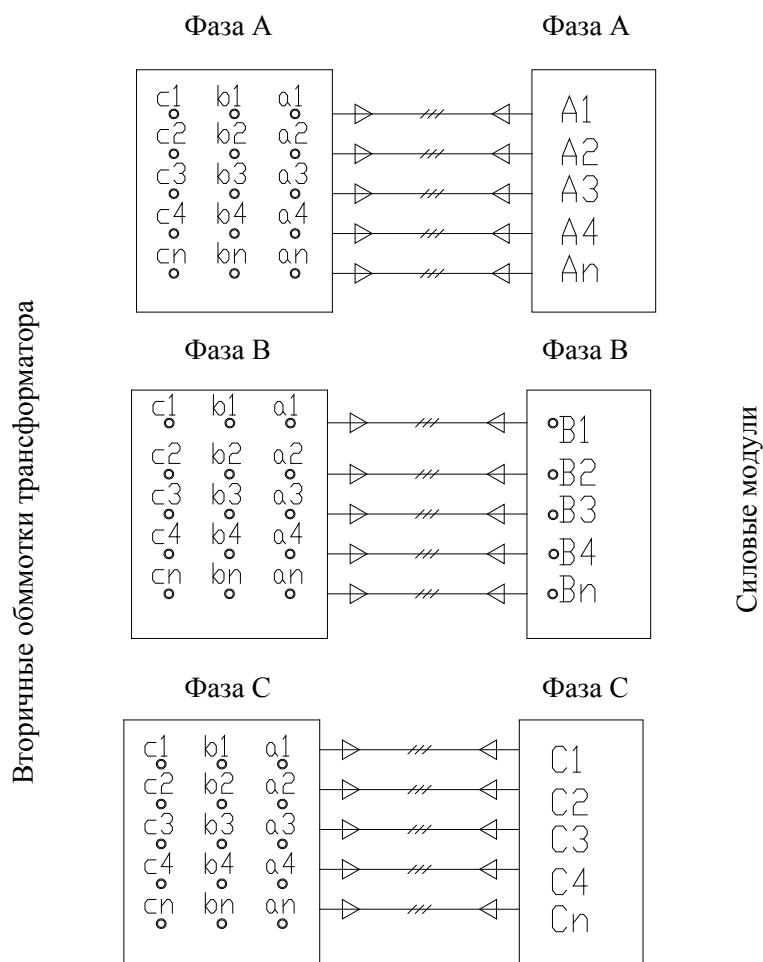 Фаза А Фаза А
c1 b1 a1 A1
c2 b2 a2 A2
c3 b3 a3 A3
c4 b4 a4 A4
cn bn an An
Вторичные обммотки трансформатора
Фаза В Фаза В
c1 b1 a1 B1
c2 b2 a2 B2
c3 b3 a3 B3
c4 b4 a4 B4
cn bn an Bn
Силовые модули
Фаза С Фаза С
c1 b1 a1 C1
c2 b2 a2 C2
c3 b3 a3 C3
c4 b4 a4 C4
cn bn an Cn